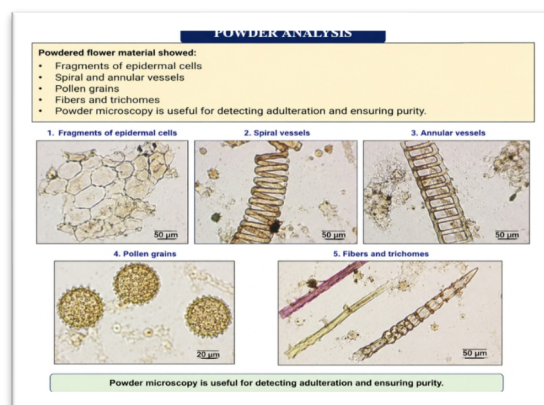 POWDER ANALYSIS
Powdered flower material showed:
• Fragments of epidermal cells
• Spiral and annular vessels
• Pollen grains
• Fibers and trichomes
• Powder microscopy is useful for detecting adulteration and ensuring purity.
1. Fragments of epidermal cells
2. Spiral vessels
3. Annular vessels
50 µm
50 µm
50 µm
4. Pollen grains
5. Fibers and trichomes
20 µm
50 µm
Powder microscopy is useful for detecting adulteration and ensuring purity.